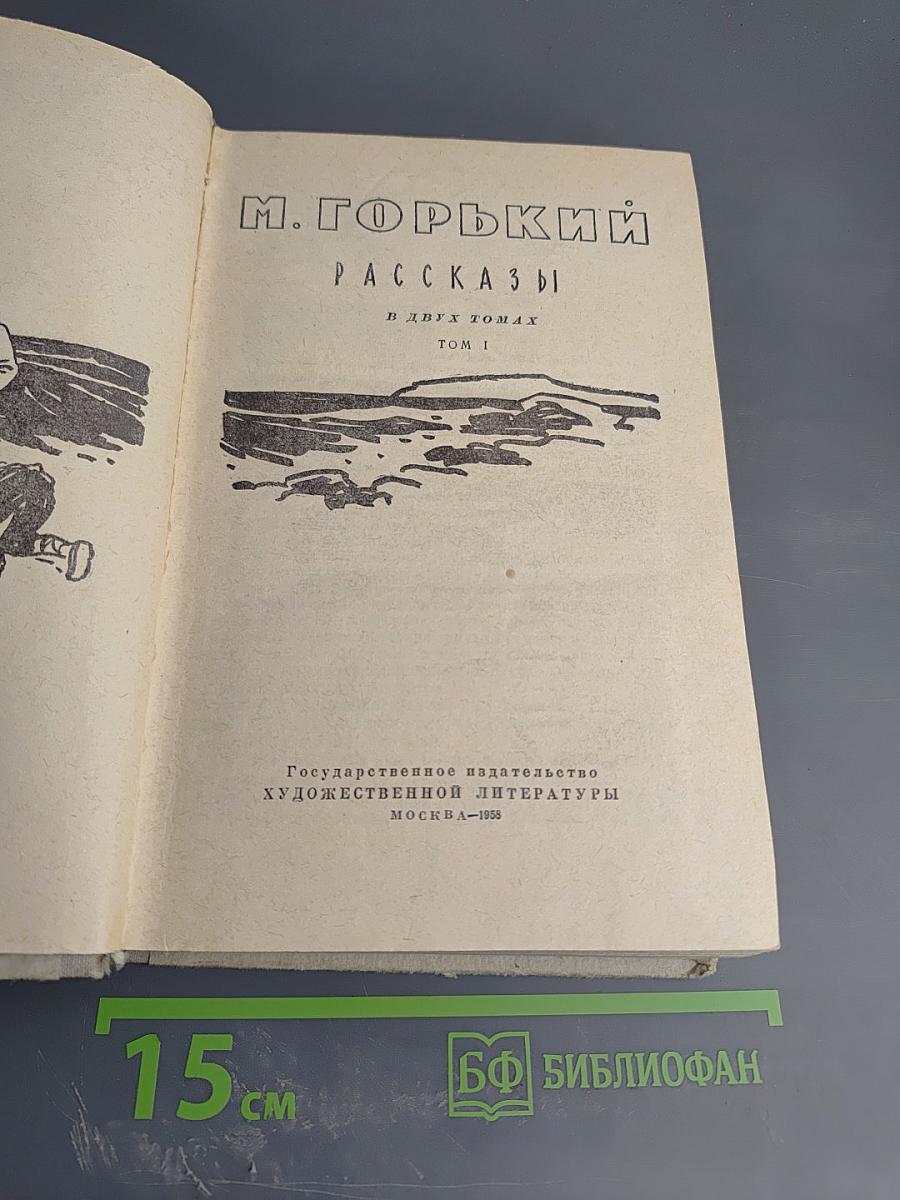 М. ГОРЬКИЙ
РАССКАЗЫ
В ДВУХ ТОМАХ
ТОМ I
Государственное издательство
ХУДОЖЕСТВЕННОЙ ЛИТЕРАТУРЫ
МОСКВА—1958
15 см
БФ БИБЛИОФАН